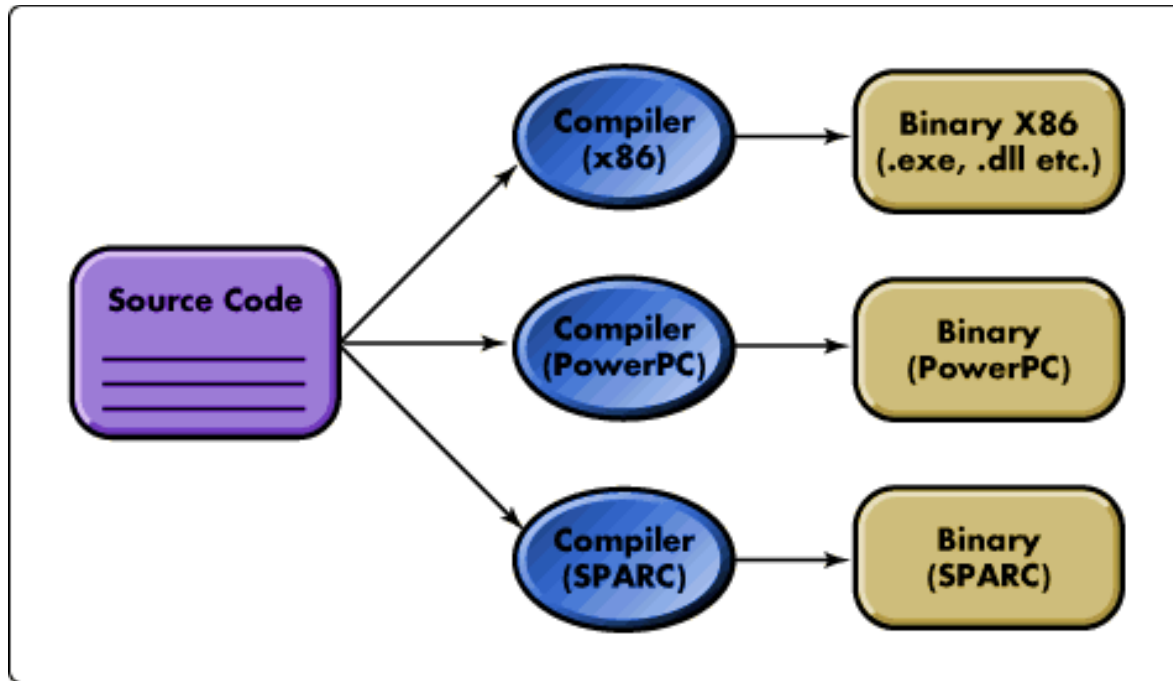 Source Code
Compiler
(x86)
Binary X86
(.exe, .dll etc.)
Compiler
(PowerPC)
Binary
(PowerPC)
Compiler
(SPARC)
Binary
(SPARC)